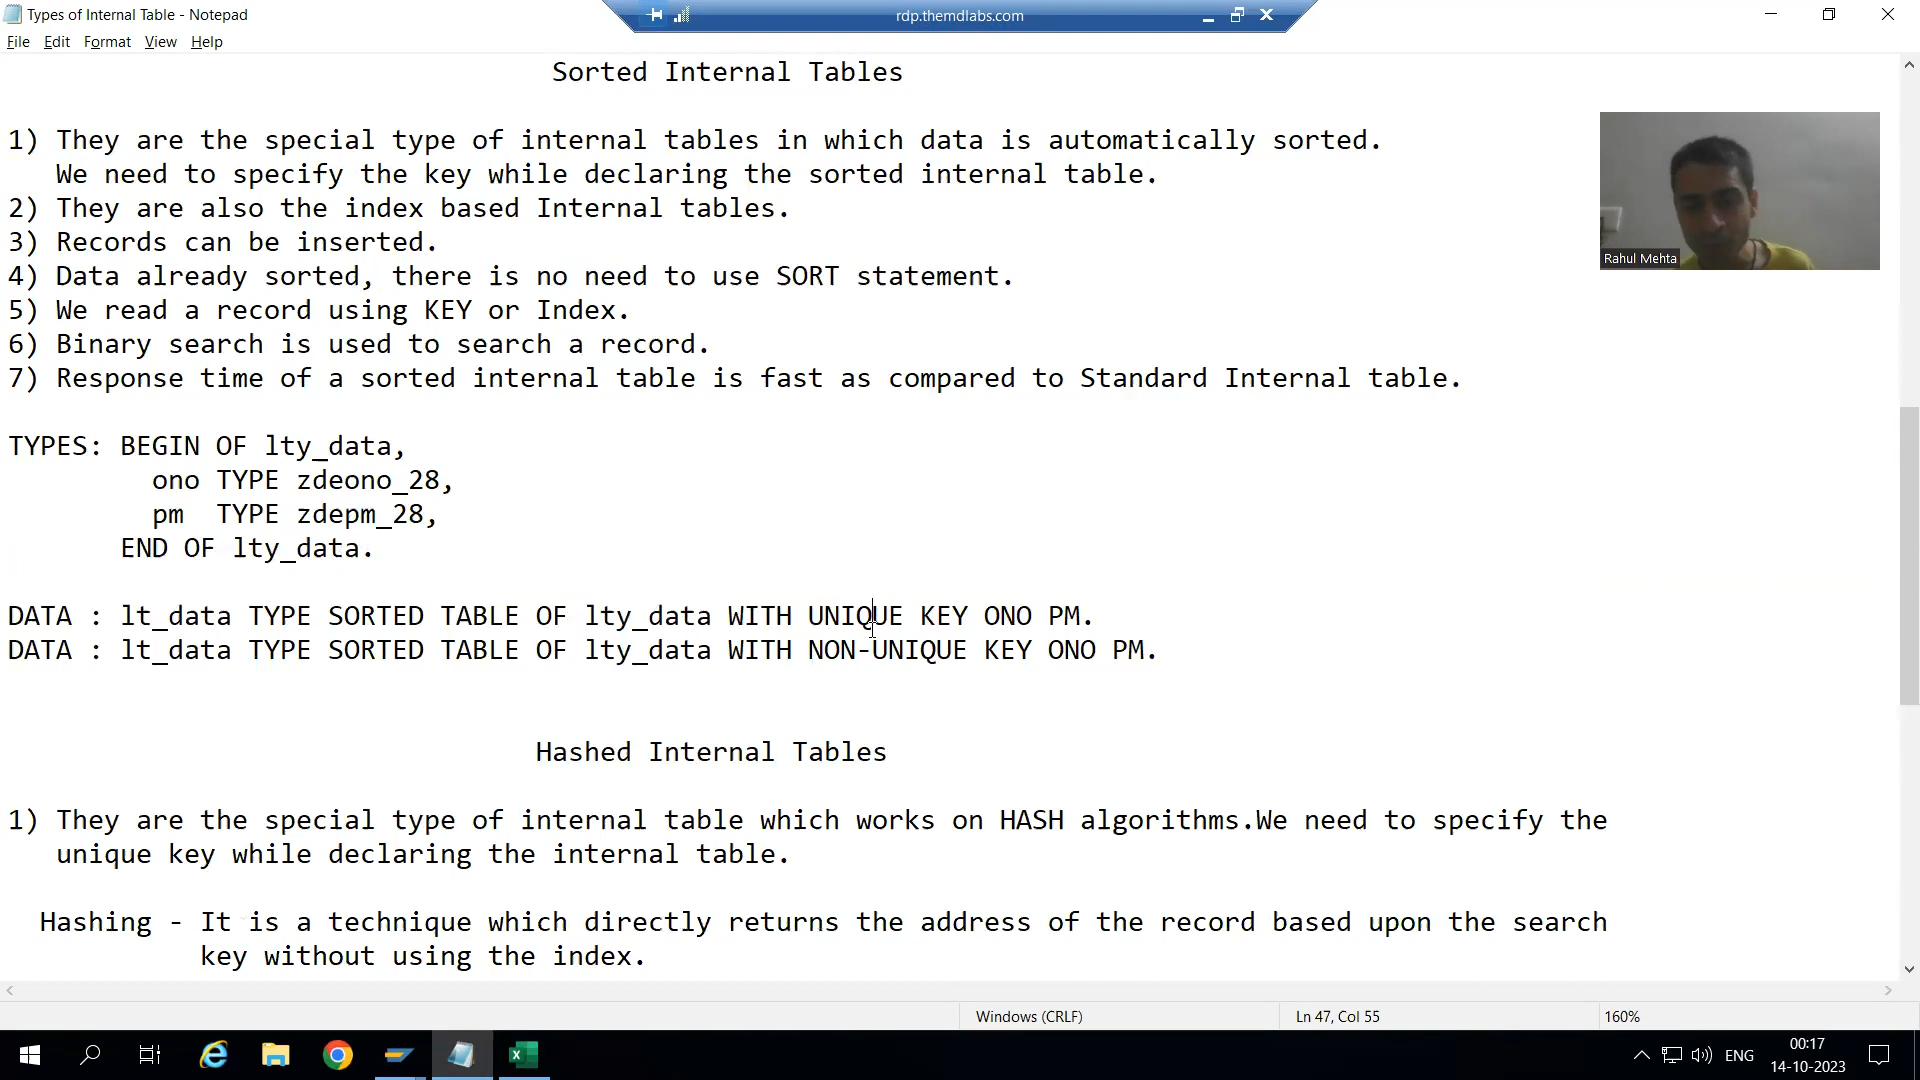 Types of Internal Table - Notepad
rdp.themdlabs.com
File Edit Format View Help
Sorted Internal Tables
1) They are the special type of internal tables in which data is automatically sorted.
We need to specify the key while declaring the sorted internal table.
2) They are also the index based Internal tables.
3) Records can be inserted.
4) Data already sorted, there is no need to use SORT statement.
5) We read a record using KEY or Index.
6) Binary search is used to search a record.
7) Response time of a sorted internal table is fast as compared to Standard Internal table.
Rahul Mehta
TYPES: BEGIN OF lty_data,
ono TYPE zdeono_28,
pm TYPE zdepm_28,
END OF lty_data.
DATA : lt_data TYPE SORTED TABLE OF lty_data WITH UNIQUE KEY ONO PM.
DATA : lt_data TYPE SORTED TABLE OF lty_data WITH NON-UNIQUE KEY ONO PM.
Hashed Internal Tables
1) They are the special type of internal table which works on HASH algorithms.We need to specify the
unique key while declaring the internal table.
Hashing - It is a technique which directly returns the address of the record based upon the search
key without using the index.
Windows (CRLF) Ln 47, Col 55 160%
ENG
00:17
14-10-2023